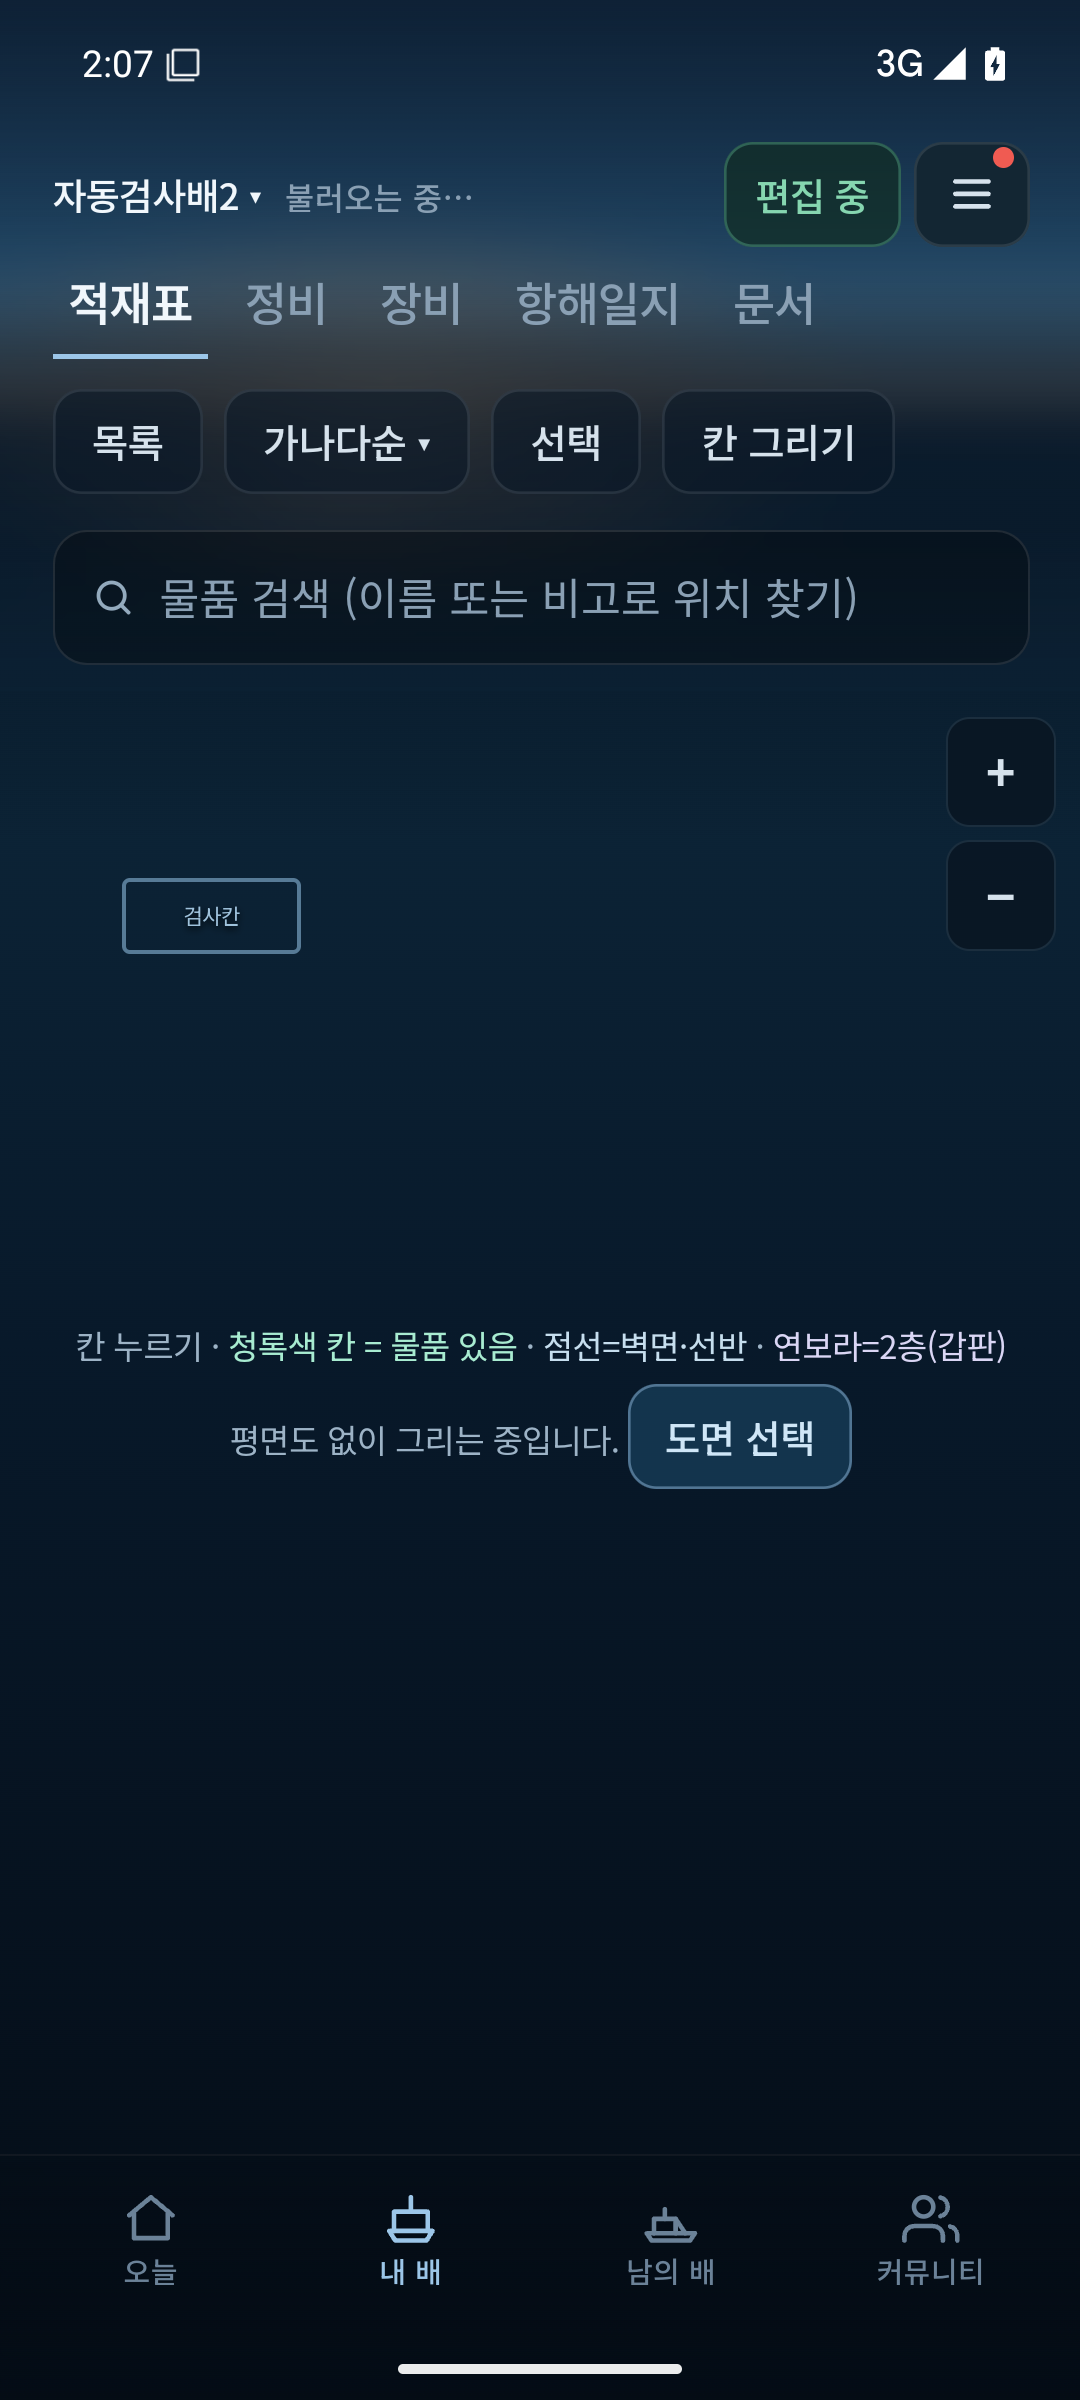 2:07 3G
자동검사배2 ▾ 불러오는 중… 편집 중
적재표 정비 장비 항해일지 문서
목록 가나다순 ▾ 선택 칸 그리기
물품 검색 (이름 또는 비고로 위치 찾기)
+
−
검사칸
칸 누르기 · 청록색 칸 = 물품 있음 · 점선=벽면·선반 · 연보라=2층(갑판)
평면도 없이 그리는 중입니다. 도면 선택
오늘 내 배 남의 배 커뮤니티